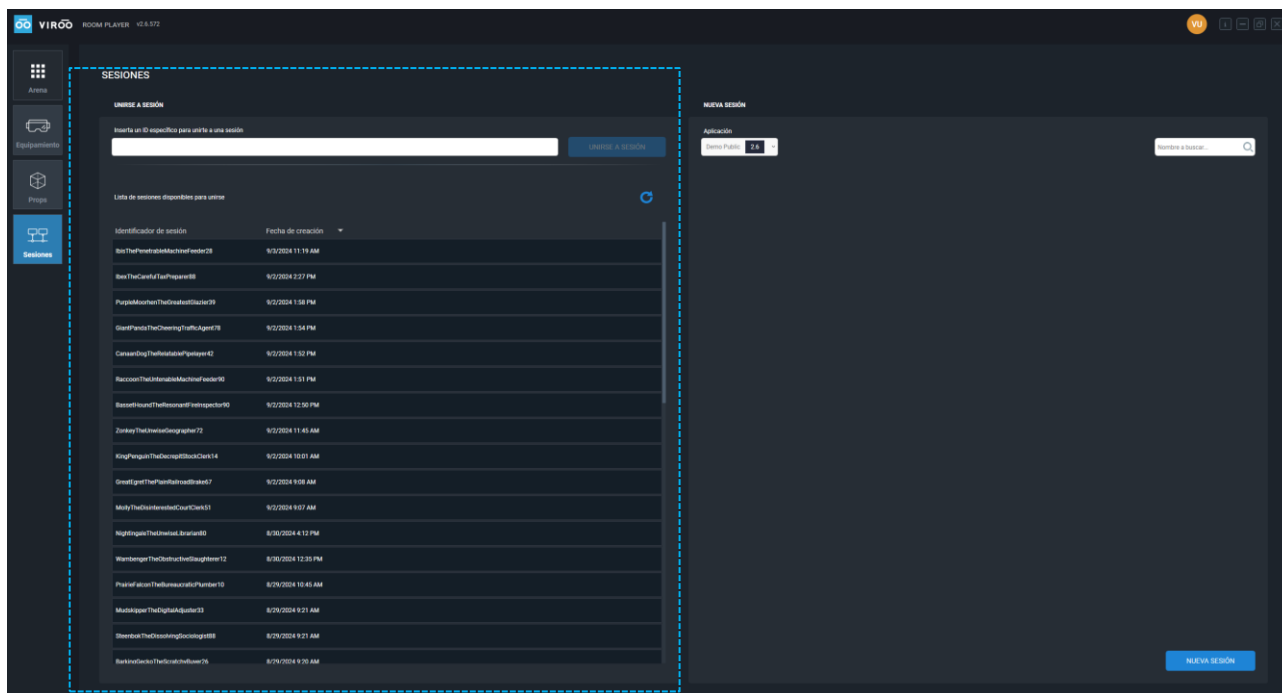 VIROO ROOM PLAYER v2.6.572
VU
Arena
Equipamiento
Props
Sesiones
SESIONES
UNIRSE A SESIÓN
Inserta un ID específico para unirte a una sesión
UNIRSE A SESIÓN
Lista de sesiones disponibles para unirse
Identificador de sesión Fecha de creación
IbisThePenetrableMachineFeeder28 9/3/2024 11:19 AM
IbexTheCarefulTaxPreparer88 9/2/2024 2:27 PM
PurpleMoorhenTheGreatestGlazier39 9/2/2024 1:58 PM
GiantPandaTheCheeringTrafficAgent78 9/2/2024 1:54 PM
CanaanDogTheRelatablePipelayer42 9/2/2024 1:52 PM
RaccoonTheUntenableMachineFeeder90 9/2/2024 1:51 PM
BassetHoundTheResonantFireInspector90 9/2/2024 12:50 PM
ZonkeyTheUnwiseGeographer72 9/2/2024 11:45 AM
KingPenguinTheDecrepitStockClerk14 9/2/2024 10:01 AM
GreatEgretThePlainRailroadBrake67 9/2/2024 9:08 AM
MollyTheDisinterestedCourtClerk51 9/2/2024 9:07 AM
NightingaleTheUnwiseLibrarian80 8/30/2024 4:12 PM
WambengerTheObstructiveSlaughterer12 8/30/2024 12:35 PM
PrairieFalconTheBureaucraticPlumber10 8/29/2024 10:45 AM
MudskipperTheDigitalAdjuster33 8/29/2024 9:21 AM
SteenbokTheDissolvingSociologist88 8/29/2024 9:21 AM
BarkingGeckoTheScratchyBuyer26 8/29/2024 9:20 AM
NUEVA SESIÓN
Aplicación
Demo Public 2.6
Nombre a buscar...
NUEVA SESIÓN